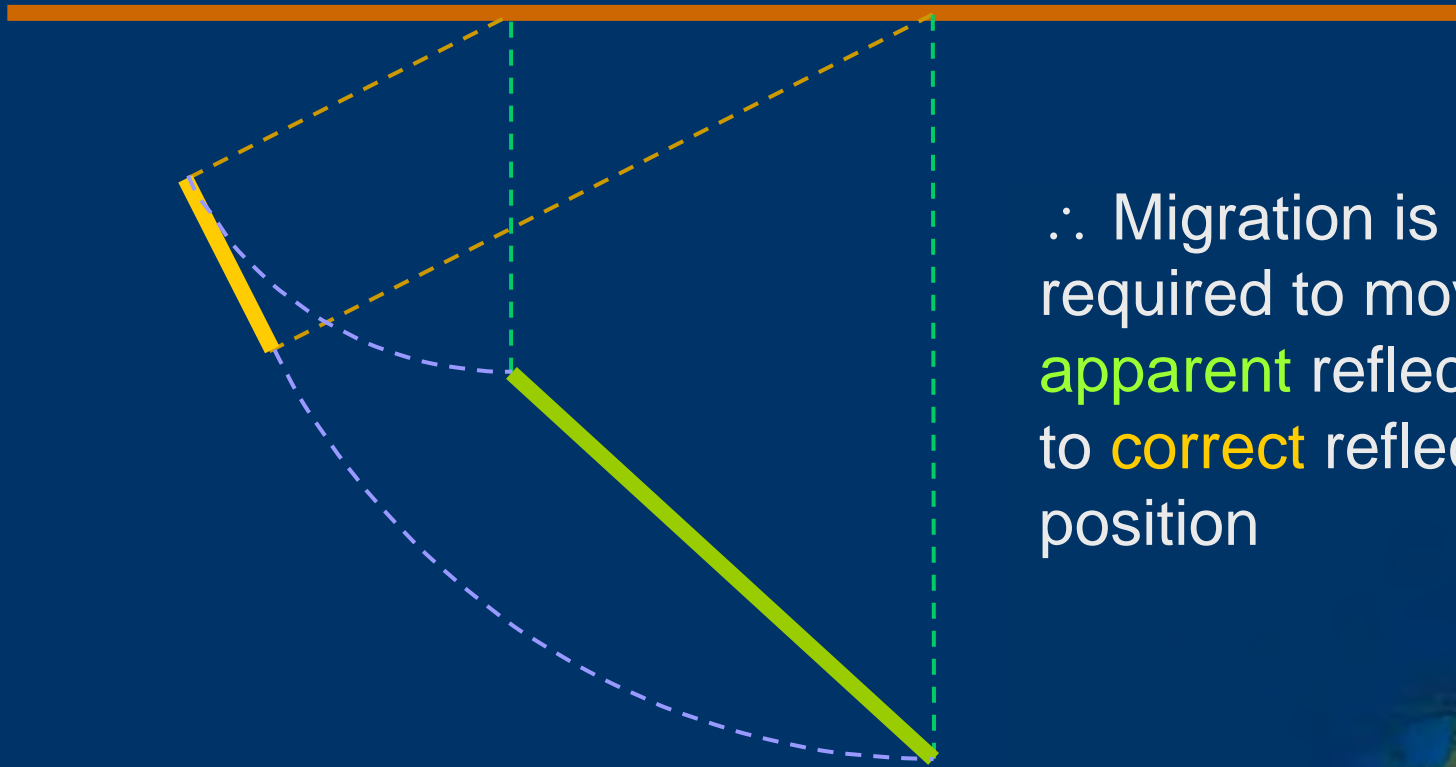 ∴ Migration is
required to mov
apparent reflec
to correct reflec
position